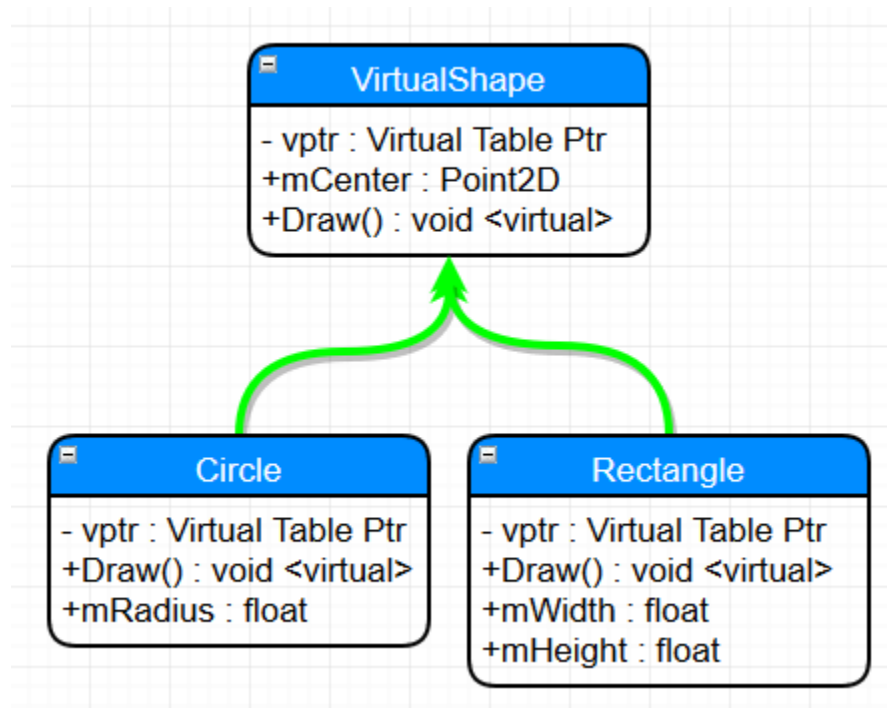 VirtualShape
- vptr : Virtual Table Ptr
+mCenter : Point2D
+Draw() : void <virtual>
Circle
- vptr : Virtual Table Ptr
+Draw() : void <virtual>
+mRadius : float
Rectangle
- vptr : Virtual Table Ptr
+Draw() : void <virtual>
+mWidth : float
+mHeight : float